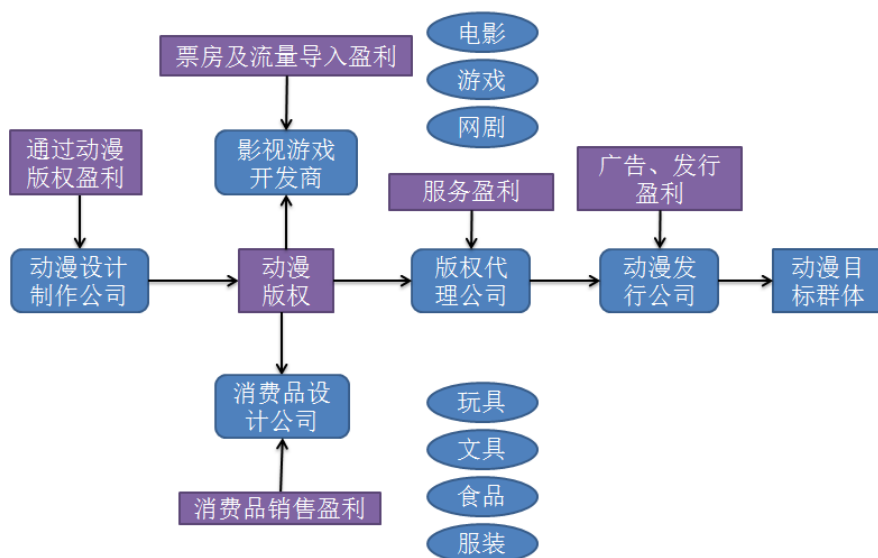 电影
票房及流量导入盈利
游戏
网剧
通过动漫
版权盈利
影视游戏
开发商
服务盈利
广告、发行
盈利
动漫设计
制作公司
动漫
版权
版权代
理公司
动漫发
行公司
动漫目
标群体
消费品设
计公司
玩具
文具
食品
消费品销售盈利
服装